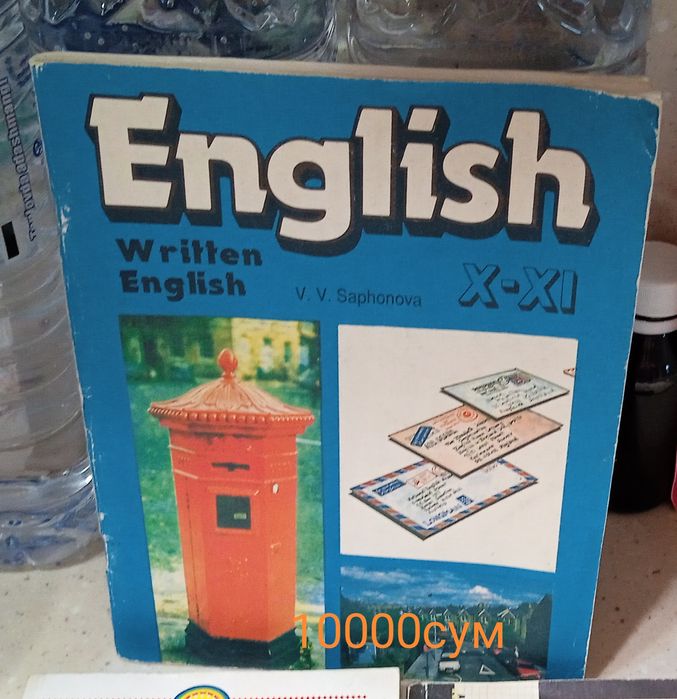 English
Written
English
V. V. Saphonova
X-XI
10000сум